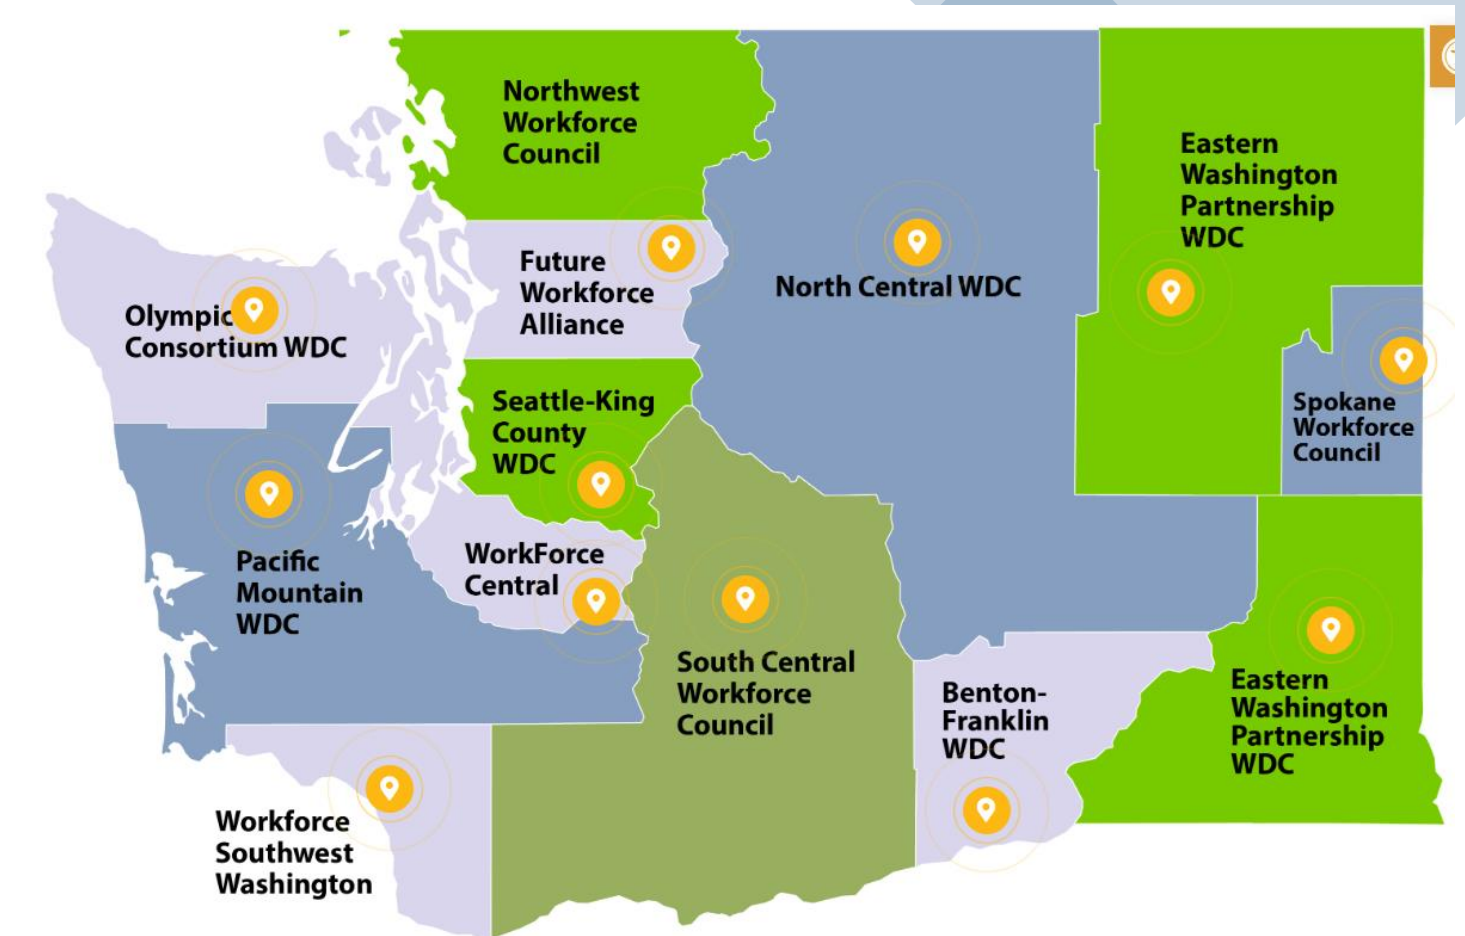 Northwest
Workforce
Council
Eastern
Washington
Partnership
WDC
Future
Workforce
Alliance
North Central WDC
Olympic
Consortium WDC
Seattle-King
County
WDC
Spokane
Workforce
Council
Pacific
Mountain
WDC
WorkForce
Central
South Central
Workforce
Council
Benton-
Franklin
WDC
Eastern
Washington
Partnership
WDC
Workforce
Southwest
Washington